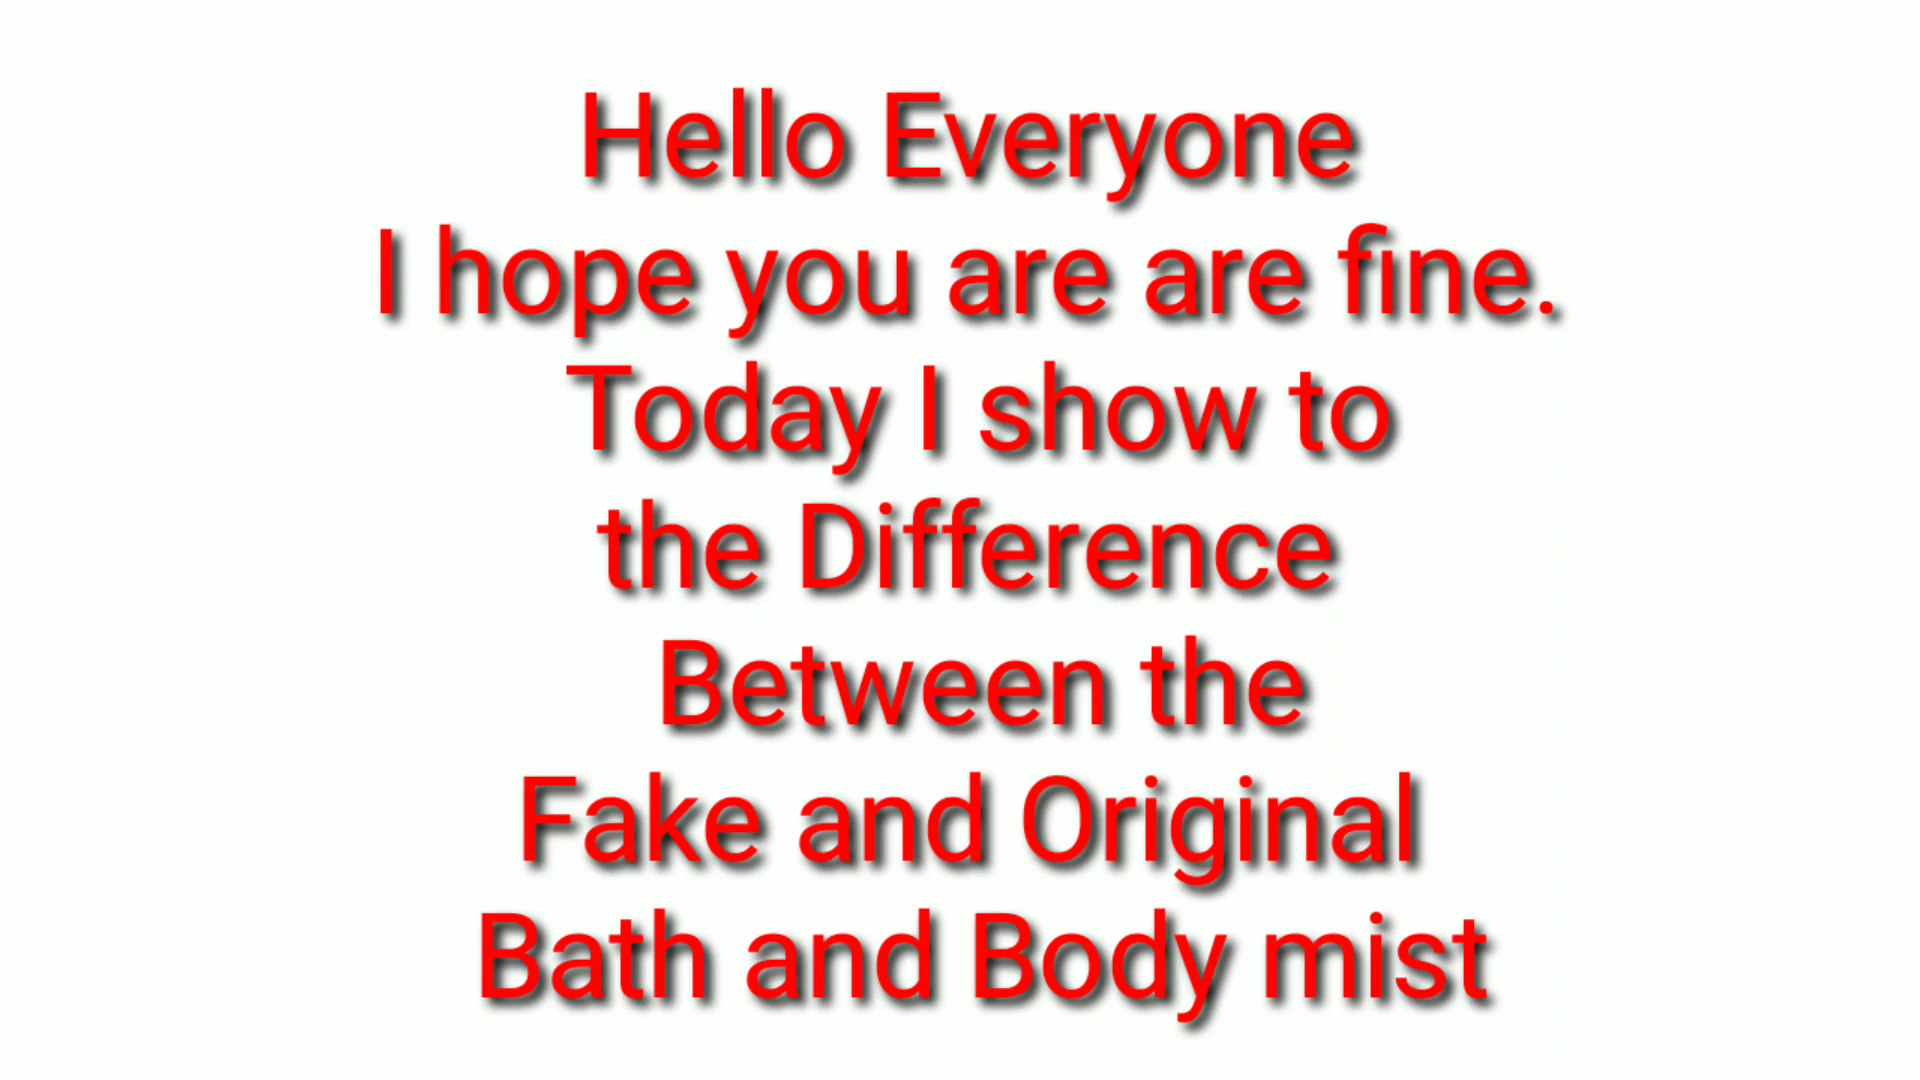 Hello Everyone
I hope you are are fine.
Today I show to
the Difference
Between the
Fake and Original
Bath and Body mist